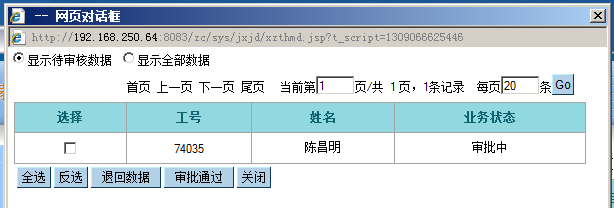 -- 网页对话框
http://192.168.250.64:8083/zc/sys/jxjd/xzthmd.jsp?t_script=1309066625446
显示待审核数据 显示全部数据
首页 上一页 下一页 尾页 当前第1页/共 1页，1条记录 每页20条Go
选择 工号 姓名 业务状态
74035 陈昌明 审批中
全选 反选 退回数据 审批通过 关闭